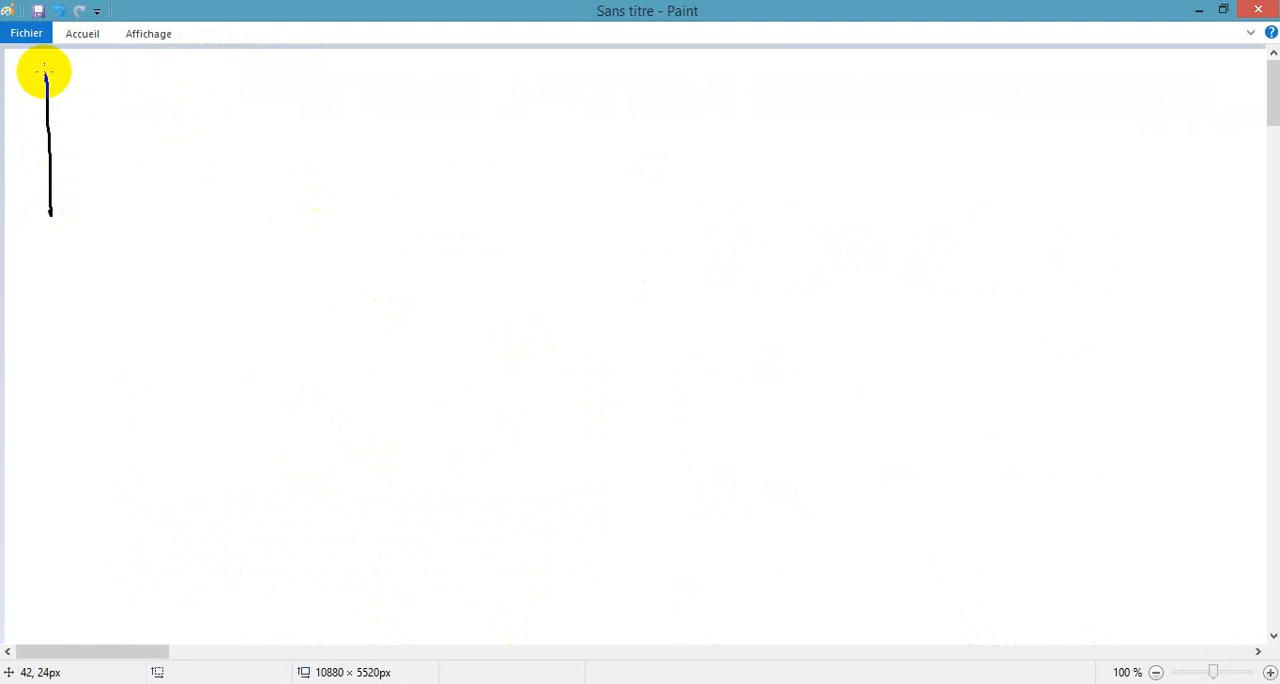 Sans titre - Paint
Fichier Accueil Affichage
42, 24px 10880 × 5520px 100 %